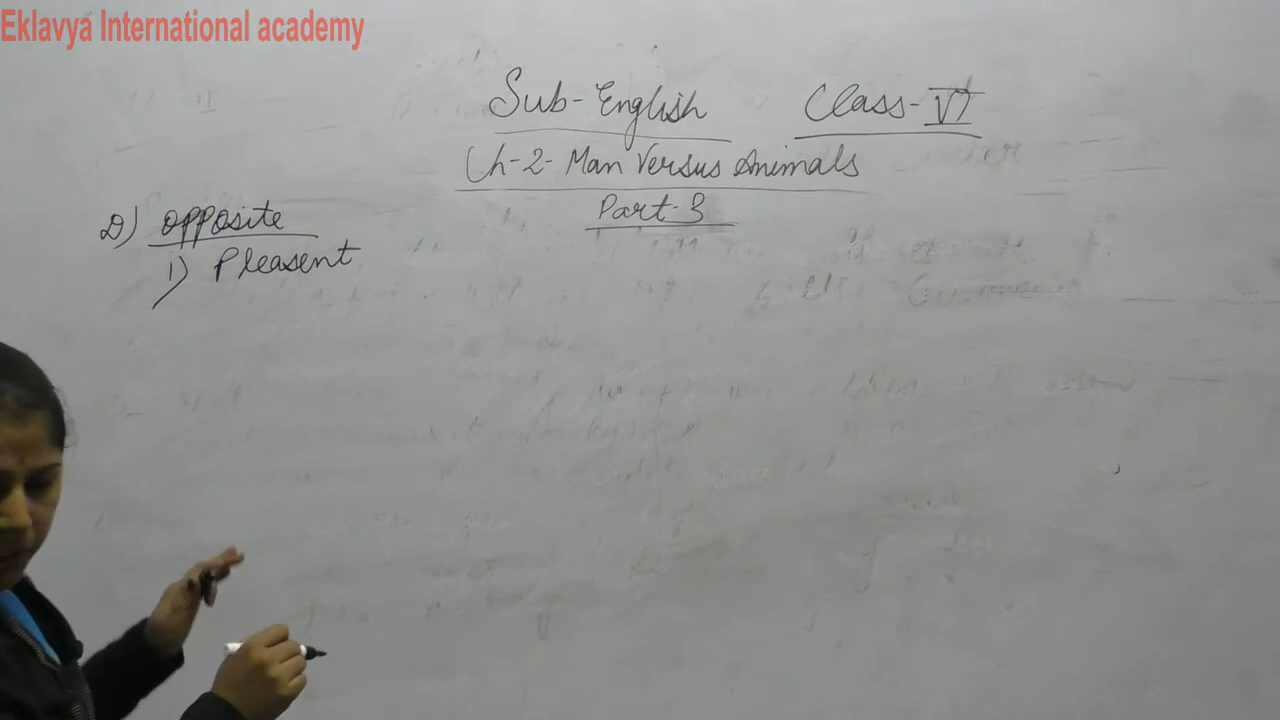 Eklavya International academy
Sub-English Class-VI
Ch-2-Man Versus Animals
Part-3
D) opposite
1) Pleasent